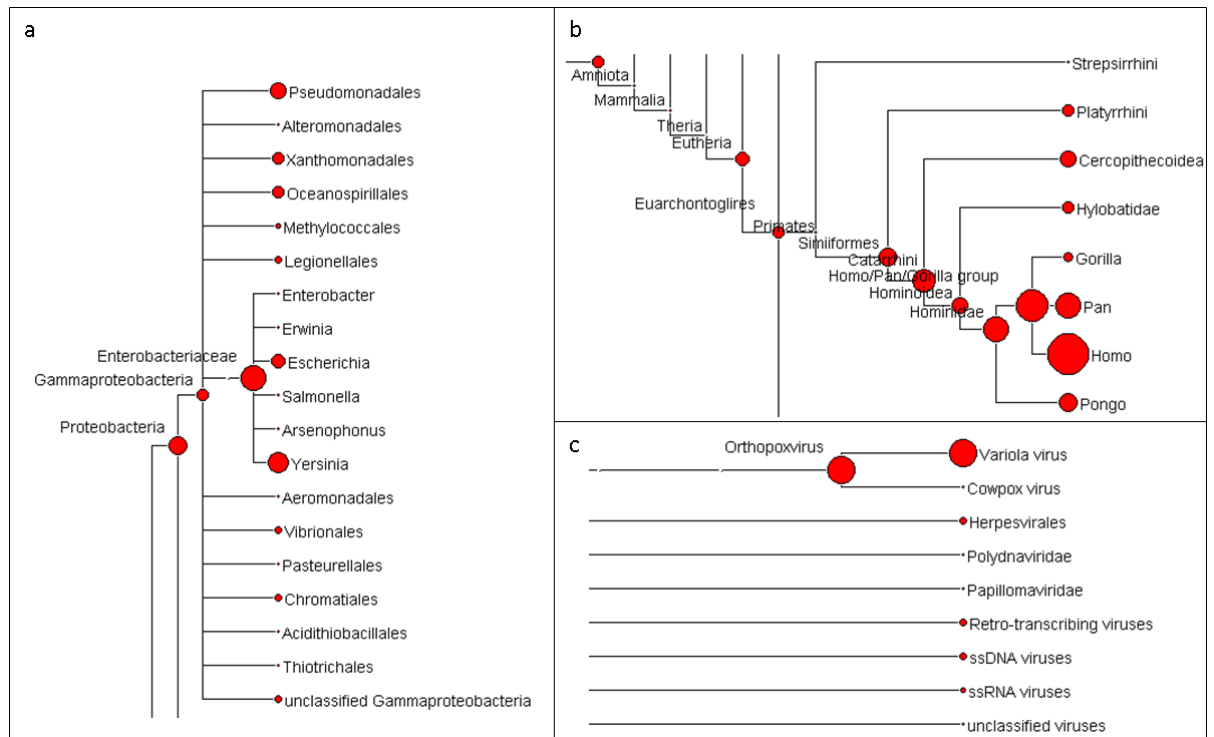 a
Pseudomonadales
Alteromonadales
Xanthomonadales
Oceanospirillales
Methylococcales
Legionellales
Enterobacter
Erwinia
Enterobacteriaceae
Escherichia
Gammaproteobacteria
Salmonella
Proteobacteria
Arsenophonus
Yersinia
Aeromonadales
Vibrionales
Pasteurellales
Chromatiales
Acidithiobacillales
Thiotrichales
unclassified Gammaproteobacteria
b
Strepsirrhini
Amniota
Mammalia
Platyrrhini
Theria
Eutheria
Cercopithecoidea
Euarchontoglires
Hylobatidae
Primates
Simiiformes
Catarrhini
Gorilla
Homo/Pan/Gorilla group
Hominoidea
Hominidae
Pan
Homo
Pongo
c
Orthopoxvirus
Variola virus
Cowpox virus
Herpesvirales
Polydnaviridae
Papillomaviridae
Retro-transcribing viruses
ssDNA viruses
ssRNA viruses
unclassified viruses